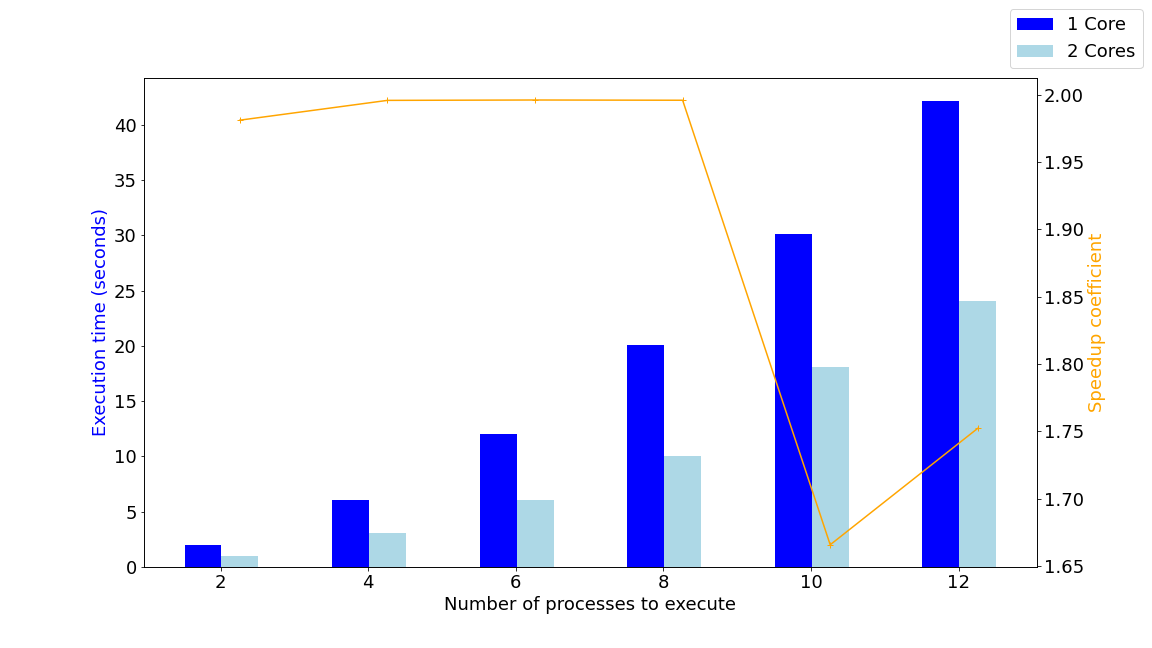 1 Core
2 Cores
Execution time (seconds)
40
35
30
25
20
15
10
5
0
2.00
1.95
1.90
1.85
1.80
1.75
1.70
1.65
Speedup coefficient
2 4 6 8 10 12
Number of processes to execute